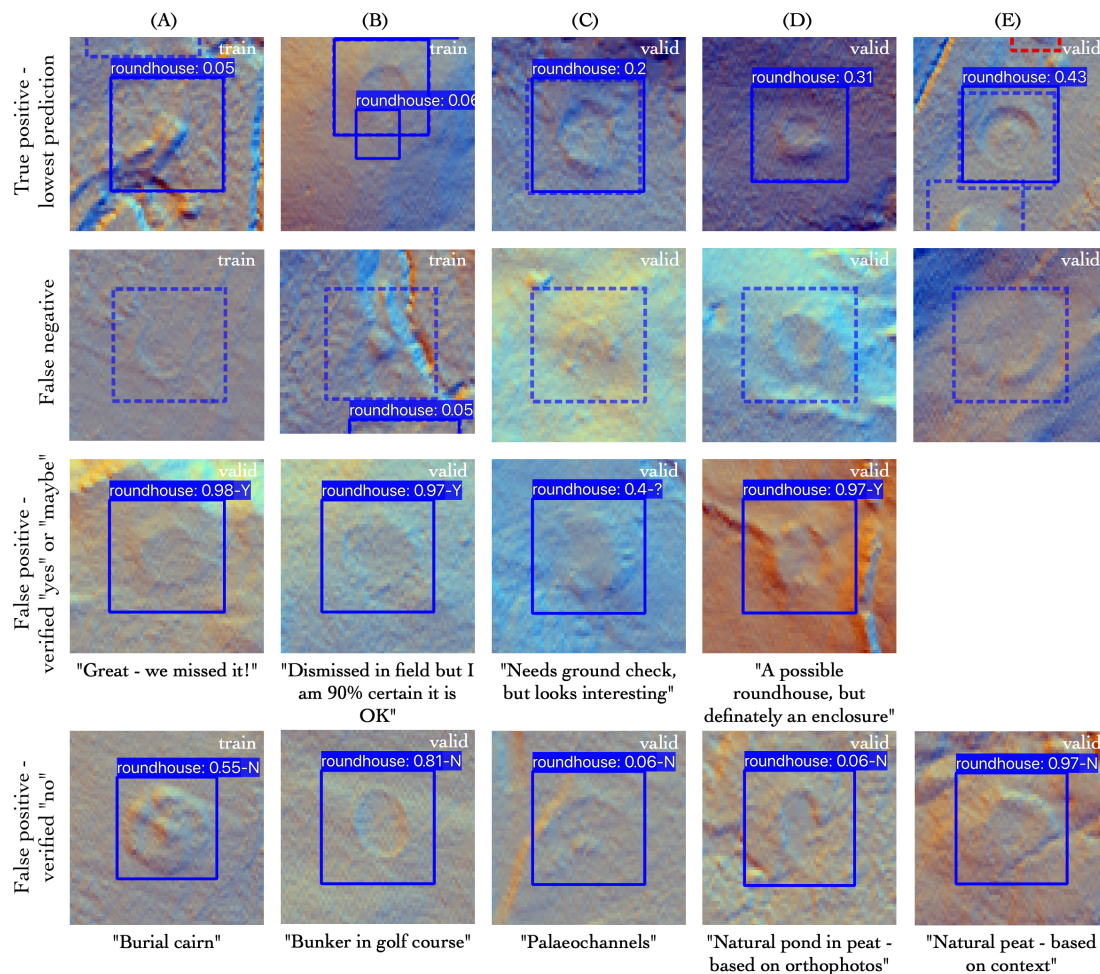 (A) (B) (C) (D) (E)
True positive -
lowest prediction
train train valid valid valid
roundhouse: 0.05
roundhouse: 0.06
roundhouse: 0.2
roundhouse: 0.31
roundhouse: 0.43
False negative
train train valid valid valid
roundhouse: 0.05
False positive -
verified "yes" or "maybe"
valid valid valid valid
roundhouse: 0.98-Y
roundhouse: 0.97-Y
roundhouse: 0.4-?
roundhouse: 0.97-Y
"Great - we missed it!"
"Dismissed in field but I
am 90% certain it is
OK"
"Needs ground check,
but looks interesting"
"A possible
roundhouse, but
definately an enclosure"
False positive -
verified "no"
train valid valid valid valid
roundhouse: 0.55-N
roundhouse: 0.81-N
roundhouse: 0.06-N
roundhouse: 0.06-N
roundhouse: 0.97-N
"Burial cairn"
"Bunker in golf course"
"Palaeochannels"
"Natural pond in peat -
based on orthophotos"
"Natural peat - based
on context"